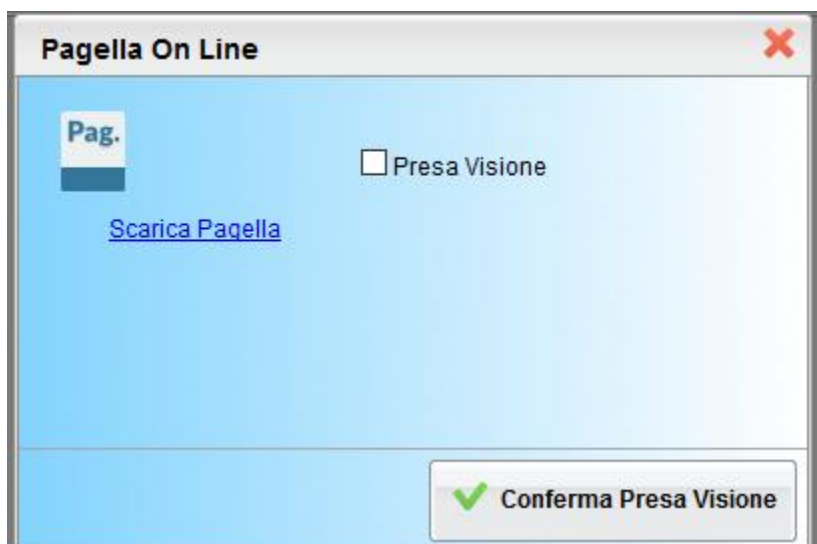 Pagella On Line
Pag.
Presa Visione
Scarica Pagella
Conferma Presa Visione